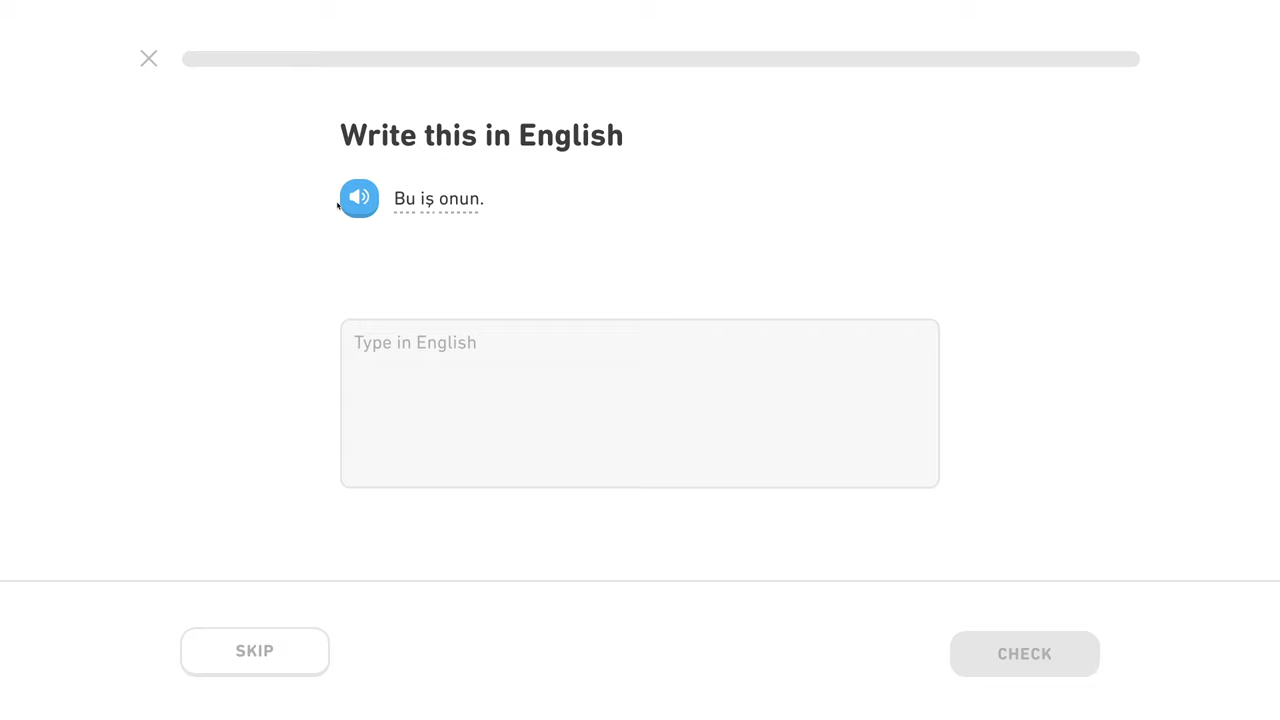 Write this in English
Bu iş onun.
Type in English
SKIP
CHECK